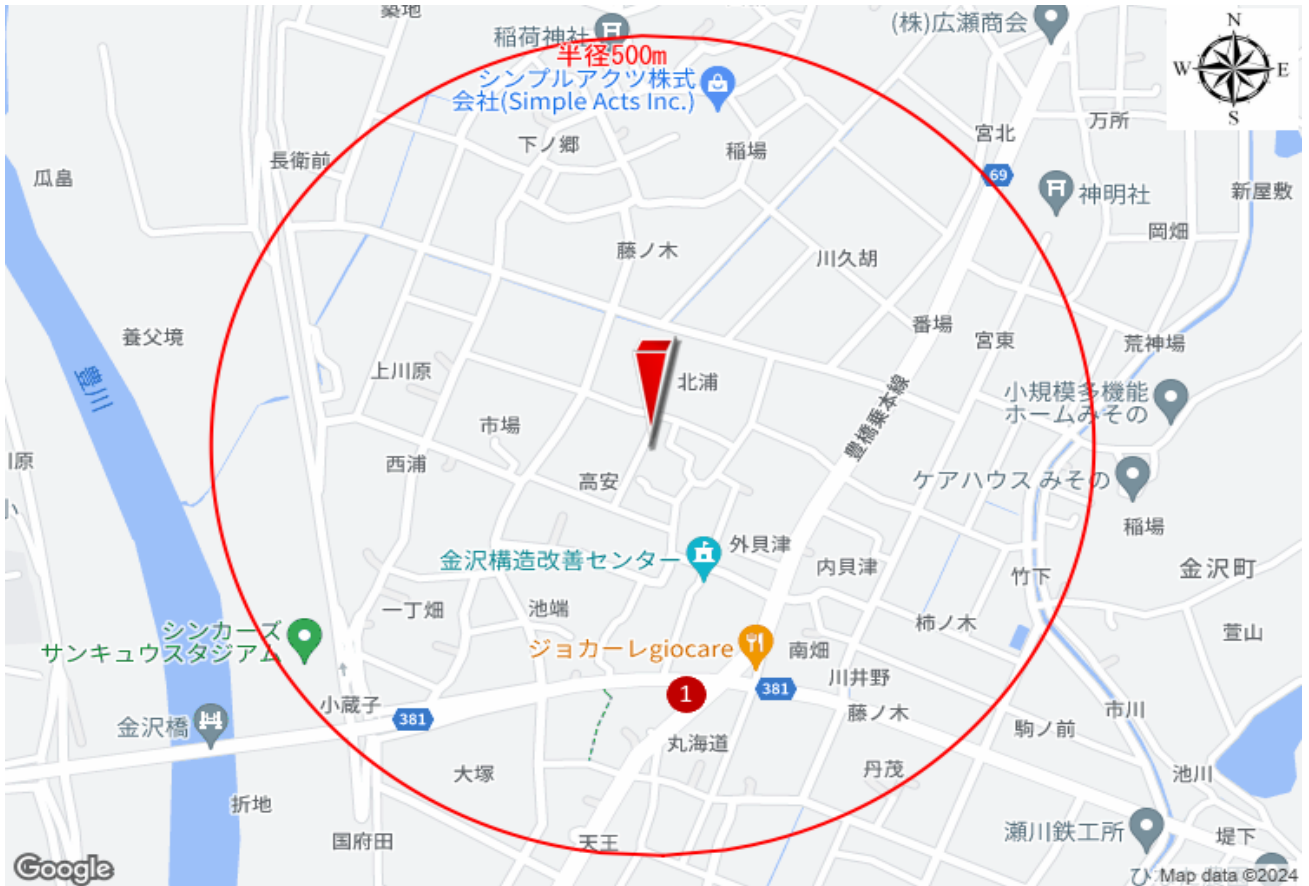 築地
稲荷神社
(株)広瀬商会
N
W
E
S
半径500m
シンプルアクツ株式
会社(Simple Acts Inc.)
宮北
万所
下ノ郷
稲場
長衛前
瓜畠
69
神明社
新屋敷
岡畑
藤ノ木
川久胡
養父境
番場
宮東
荒神場
豊川
上川原
北浦
小規模多機能
ホームみその
豊橋乗本線
市場
川原
西浦
高安
ケアハウス みその
小
稲場
外貝津
金沢構造改善センター
内貝津
金沢町
竹下
一丁畑
池端
柿ノ木
萱山
シンカーズ
サンキュウスタジアム
ジョカーレgiocare
南畑
川井野
1
381
小蔵子
381
藤ノ木
市川
金沢橋
駒ノ前
丸海道
大塚
丹茂
池川
折地
瀬川鉄工所
国府田
天王
堤下
Google
Map data ©2024